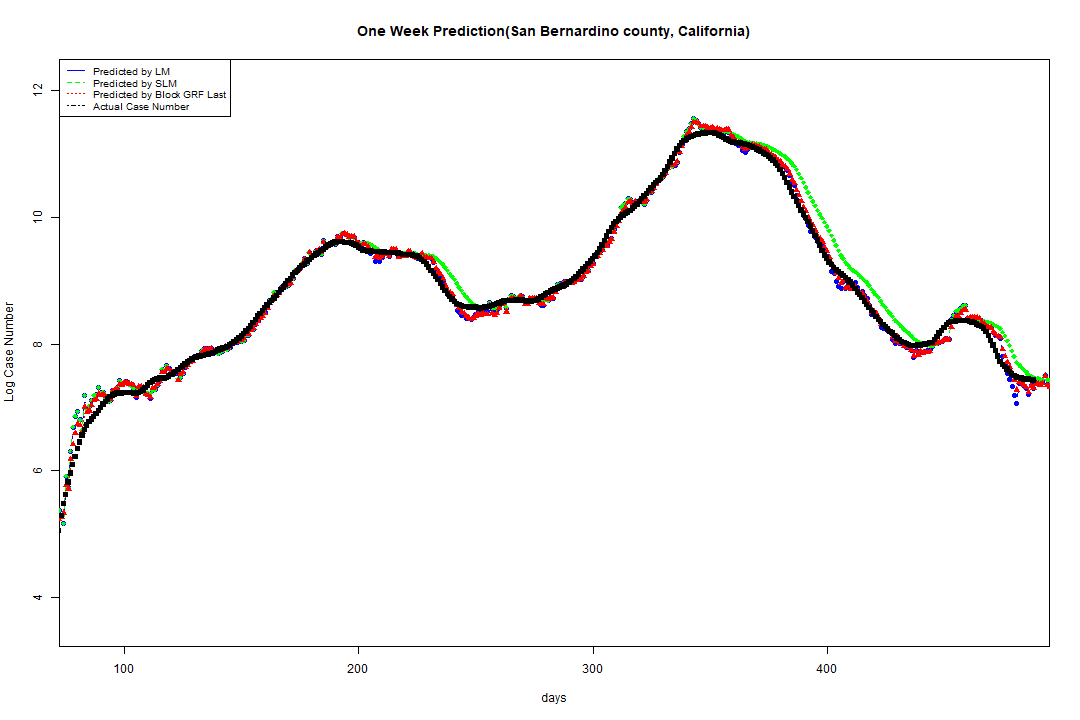 One Week Prediction(San Bernardino county, California)
Predicted by LM
Predicted by SLM
Predicted by Block GRF Last
Actual Case Number
12
10
8
6
4
Log Case Number
100 200 300 400
days